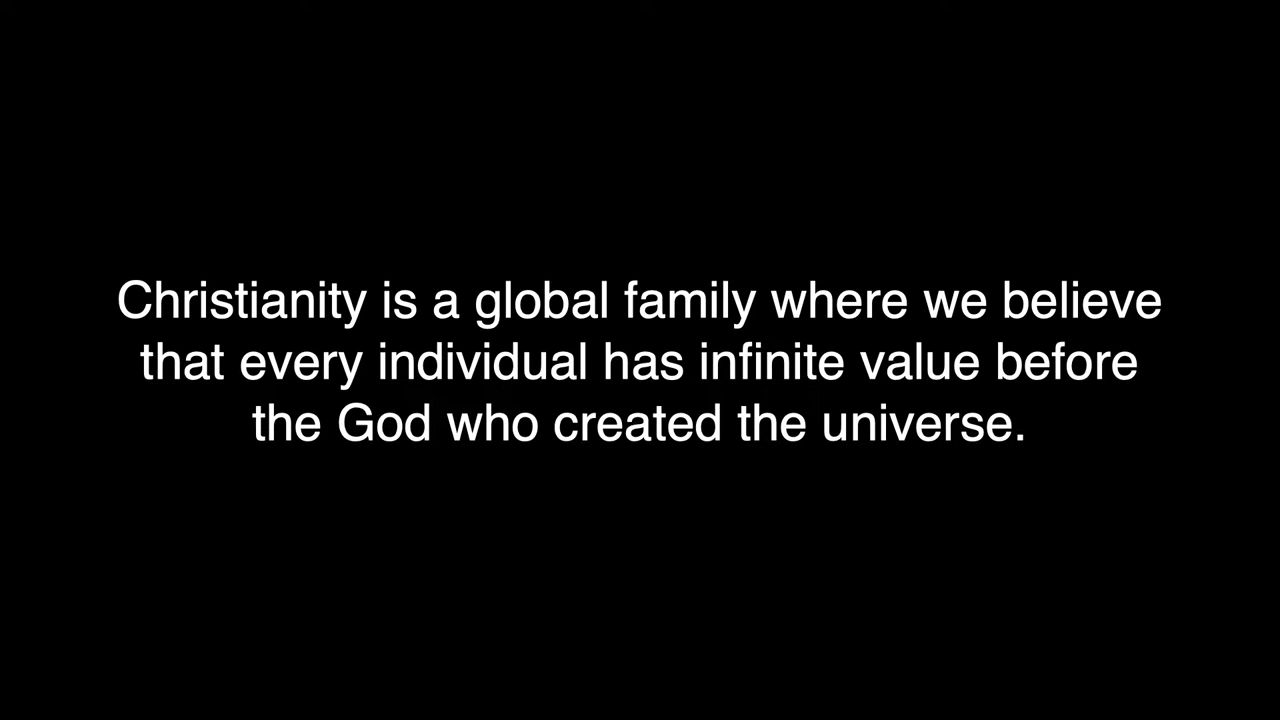 Christianity is a global family where we believe
that every individual has infinite value before
the God who created the universe.